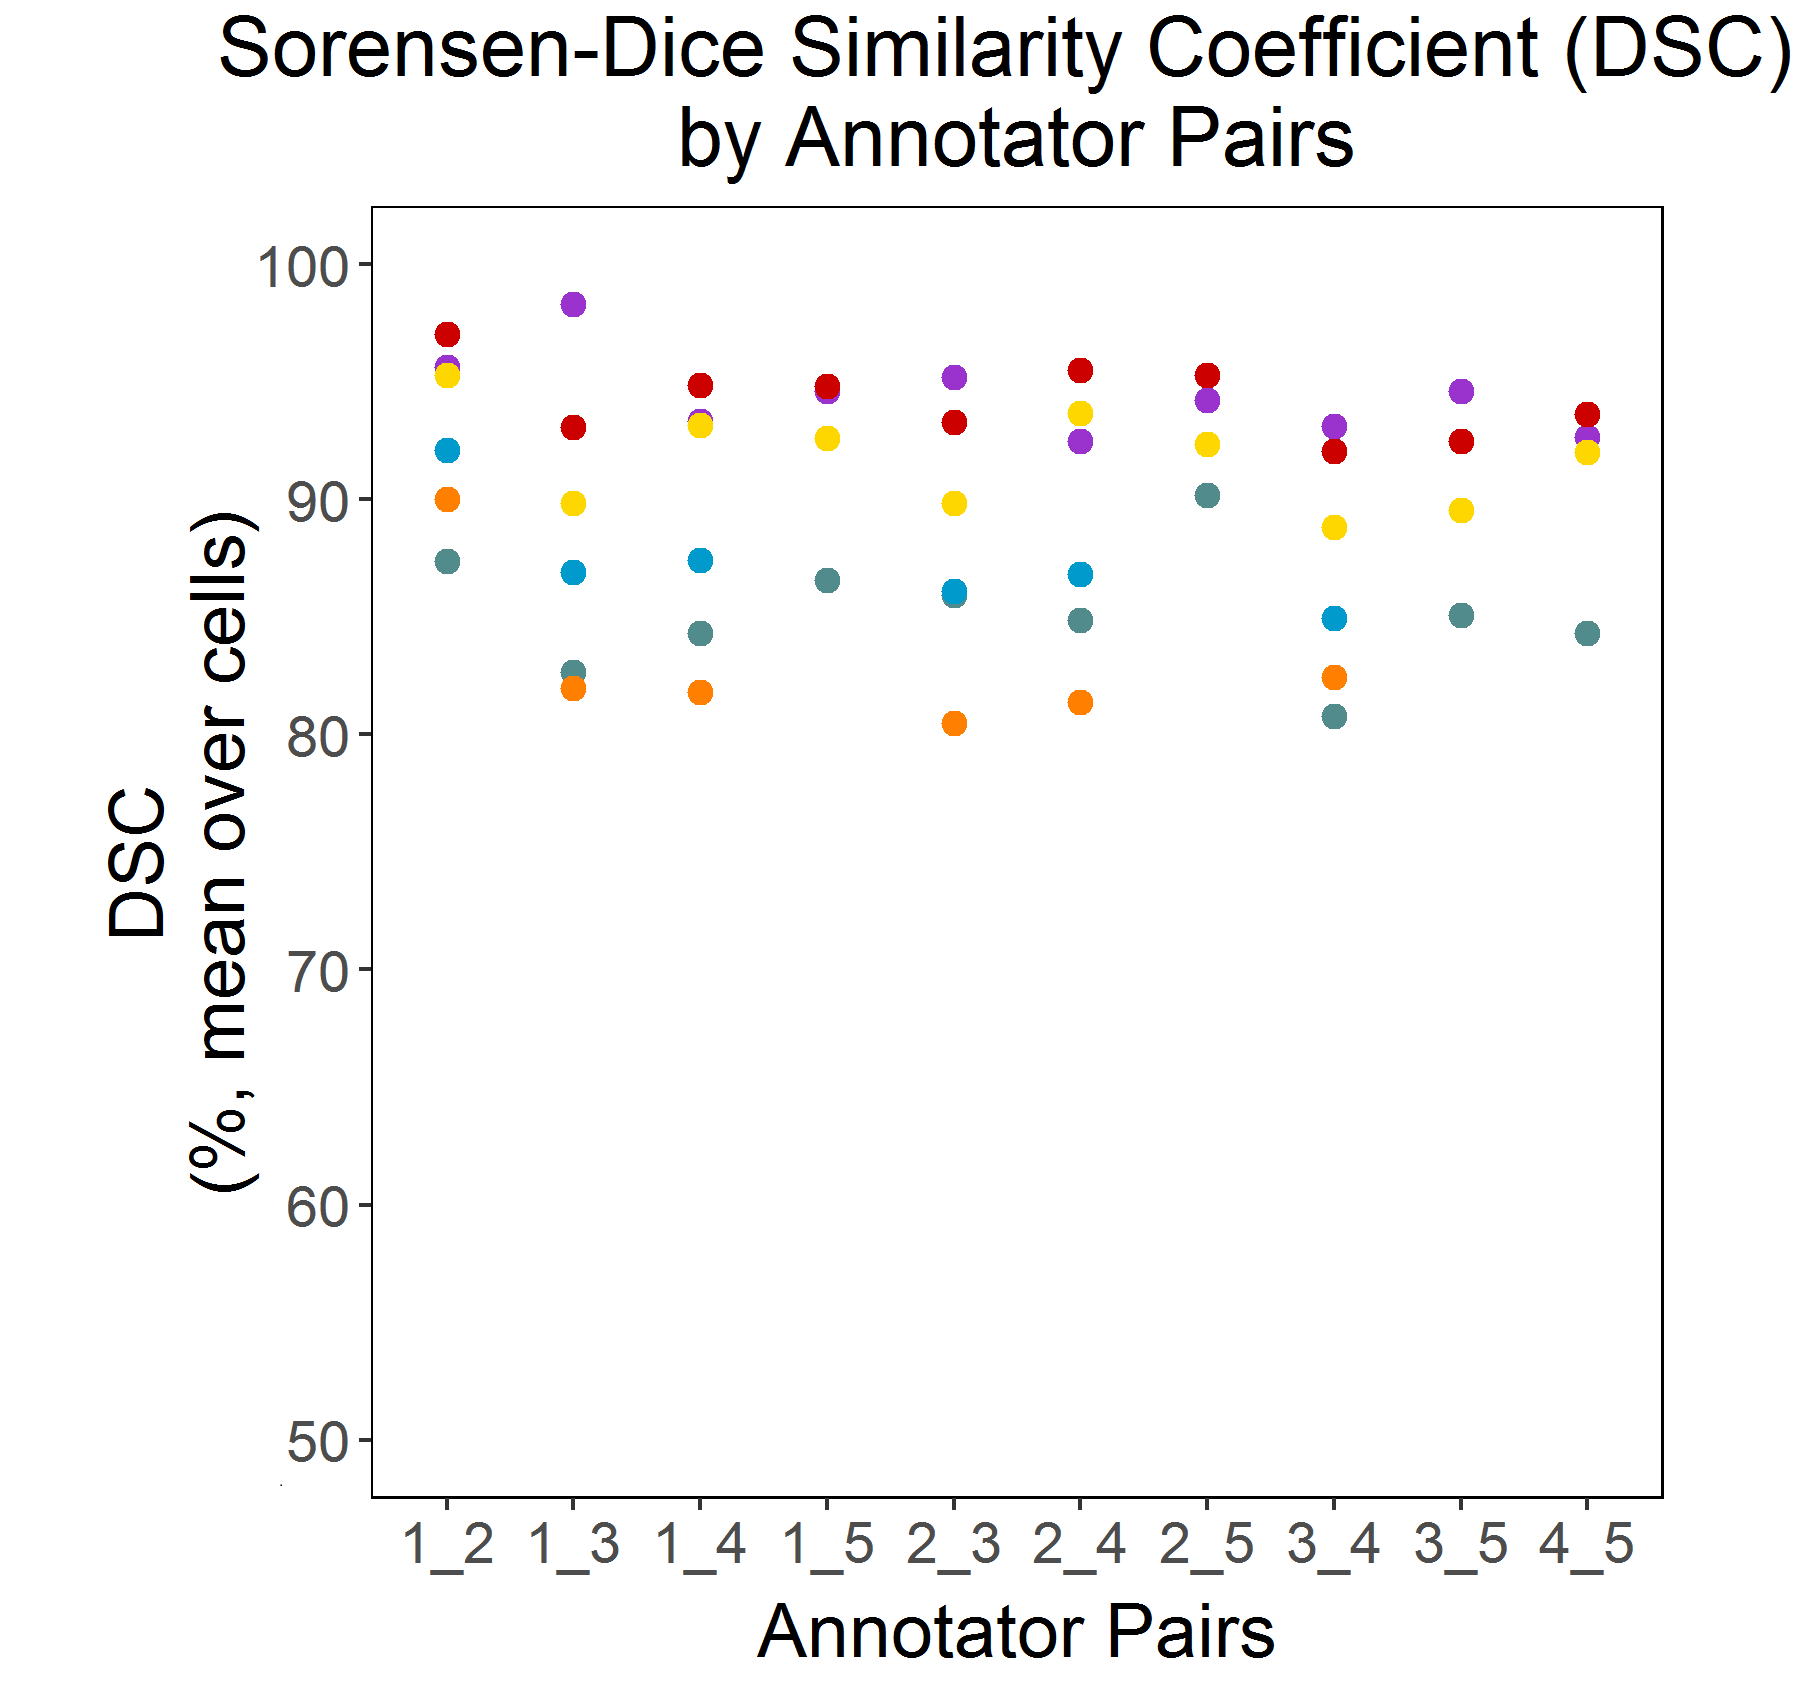 Sorensen-Dice Similarity Coefficient (DSC)
by Annotator Pairs
DSC
(%, mean over cells)
100
90
80
70
60
50
1_2 1_3 1_4 1_5 2_3 2_4 2_5 3_4 3_5 4_5
Annotator Pairs